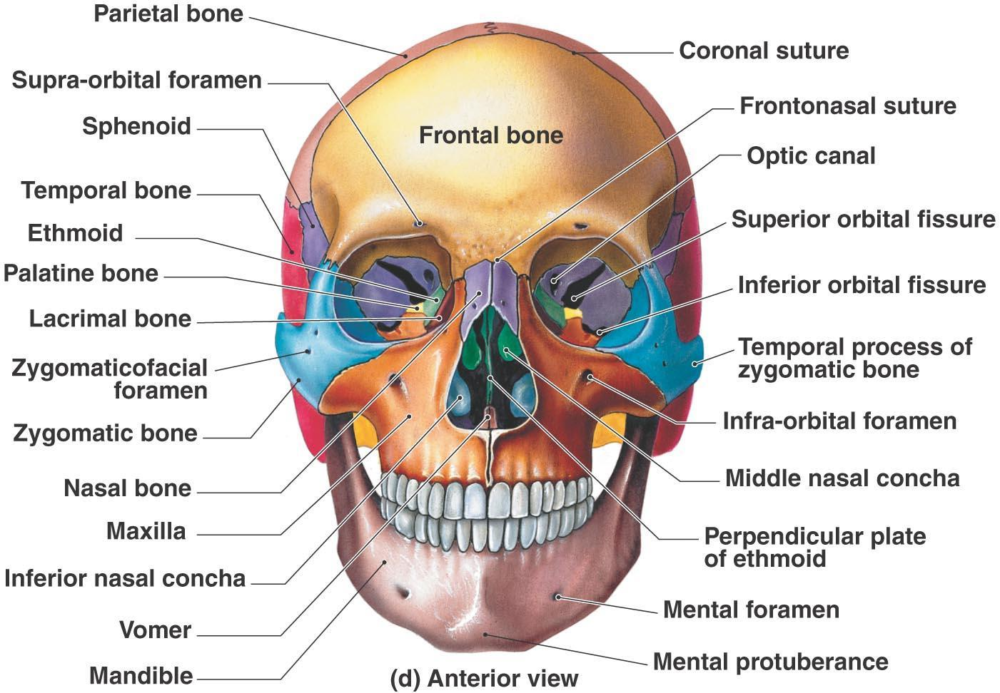 Parietal bone
Supra-orbital foramen
Sphenoid
Temporal bone
Ethmoid
Palatine bone
Lacrimal bone
Zygomaticofacial
foramen
Zygomatic bone
Nasal bone
Maxilla
Inferior nasal concha
Vomer
Mandible
Frontal bone
Coronal suture
Frontonasal suture
Optic canal
Superior orbital fissure
Inferior orbital fissure
Temporal process of
zygomatic bone
Infra-orbital foramen
Middle nasal concha
Perpendicular plate
of ethmoid
Mental foramen
Mental protuberance
(d) Anterior view